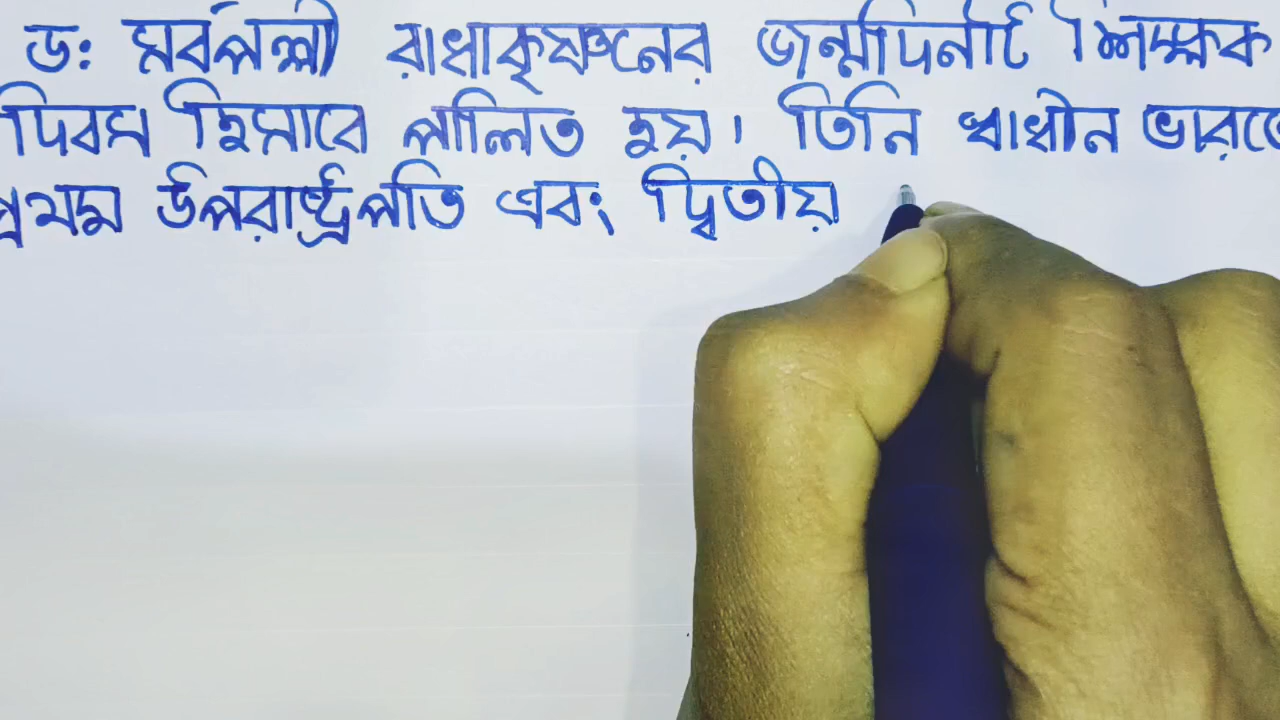 ডঃ সর্বপল্লী রাধাকৃষ্ণনের জন্মদিনটি শিক্ষক
দিবস হিসাবে পালিত হয়। তিনি স্বাধীন ভারতে
প্রথম উপরাষ্ট্রপতি এবং দ্বিতীয়